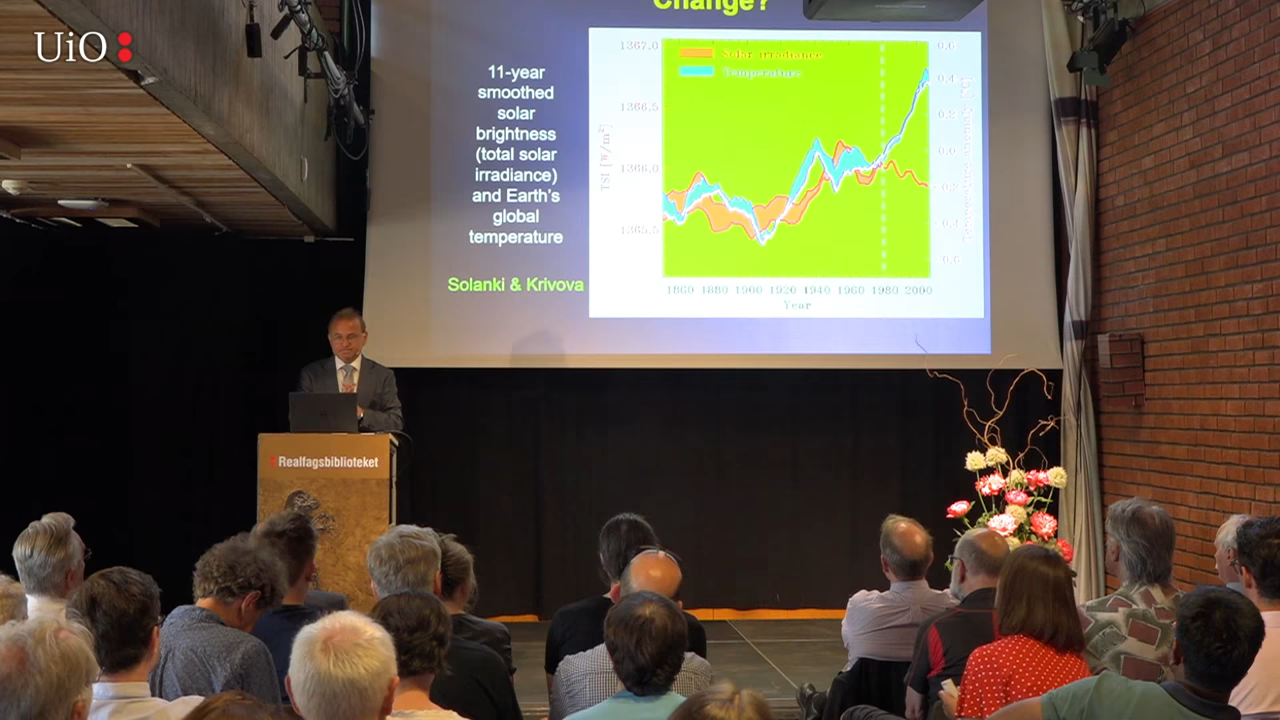 UiO
Change?
11-year
smoothed
solar
brightness
(total solar
irradiance)
and Earth's
global
temperature
Solanki & Krivova
Solar irradiance
Temperature
1367.0
1366.5
1366.0
1365.5
TSI [W/m²]
0.6
0.4
0.2
0.0
0.2
0.4
0.6
1860 1880 1900 1920 1940 1960 1980 2000
Year
Realfagsbiblioteket